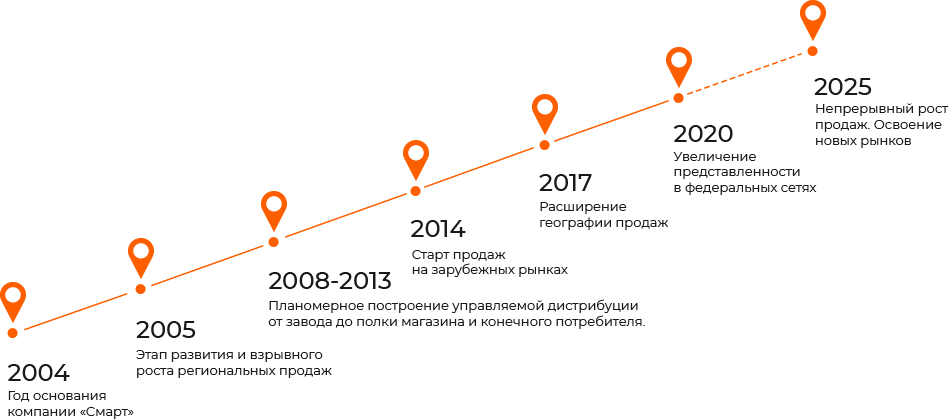 2004
Год основания
компании «Смарт»
2005
Этап развития и взрывного
роста региональных продаж
2008-2013
Планомерное построение управляемой дистрибуции
от завода до полки магазина и конечного потребителя.
2014
Старт продаж
на зарубежных рынках
2017
Расширение
географии продаж
2020
Увеличение
представленности
в федеральных сетях
2025
Непрерывный рост
продаж. Освоение
новых рынков